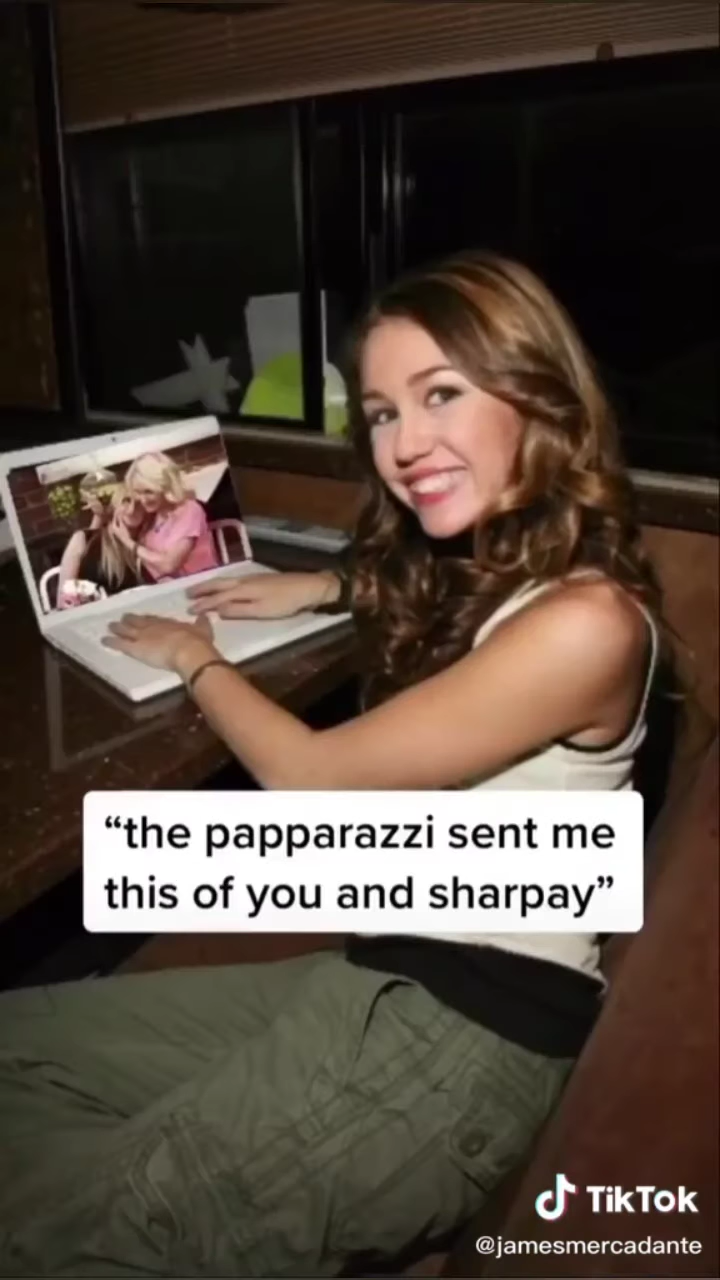 “the papparazzi sent me
this of you and sharpay”
TikTok
@jamesmercadante